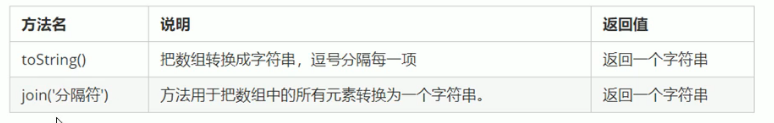 方法名 说明 返回值
toString() 把数组转换成字符串，逗号分隔每一项 返回一个字符串
join('分隔符') 方法用于把数组中的所有元素转换为一个字符串。 返回一个字符串